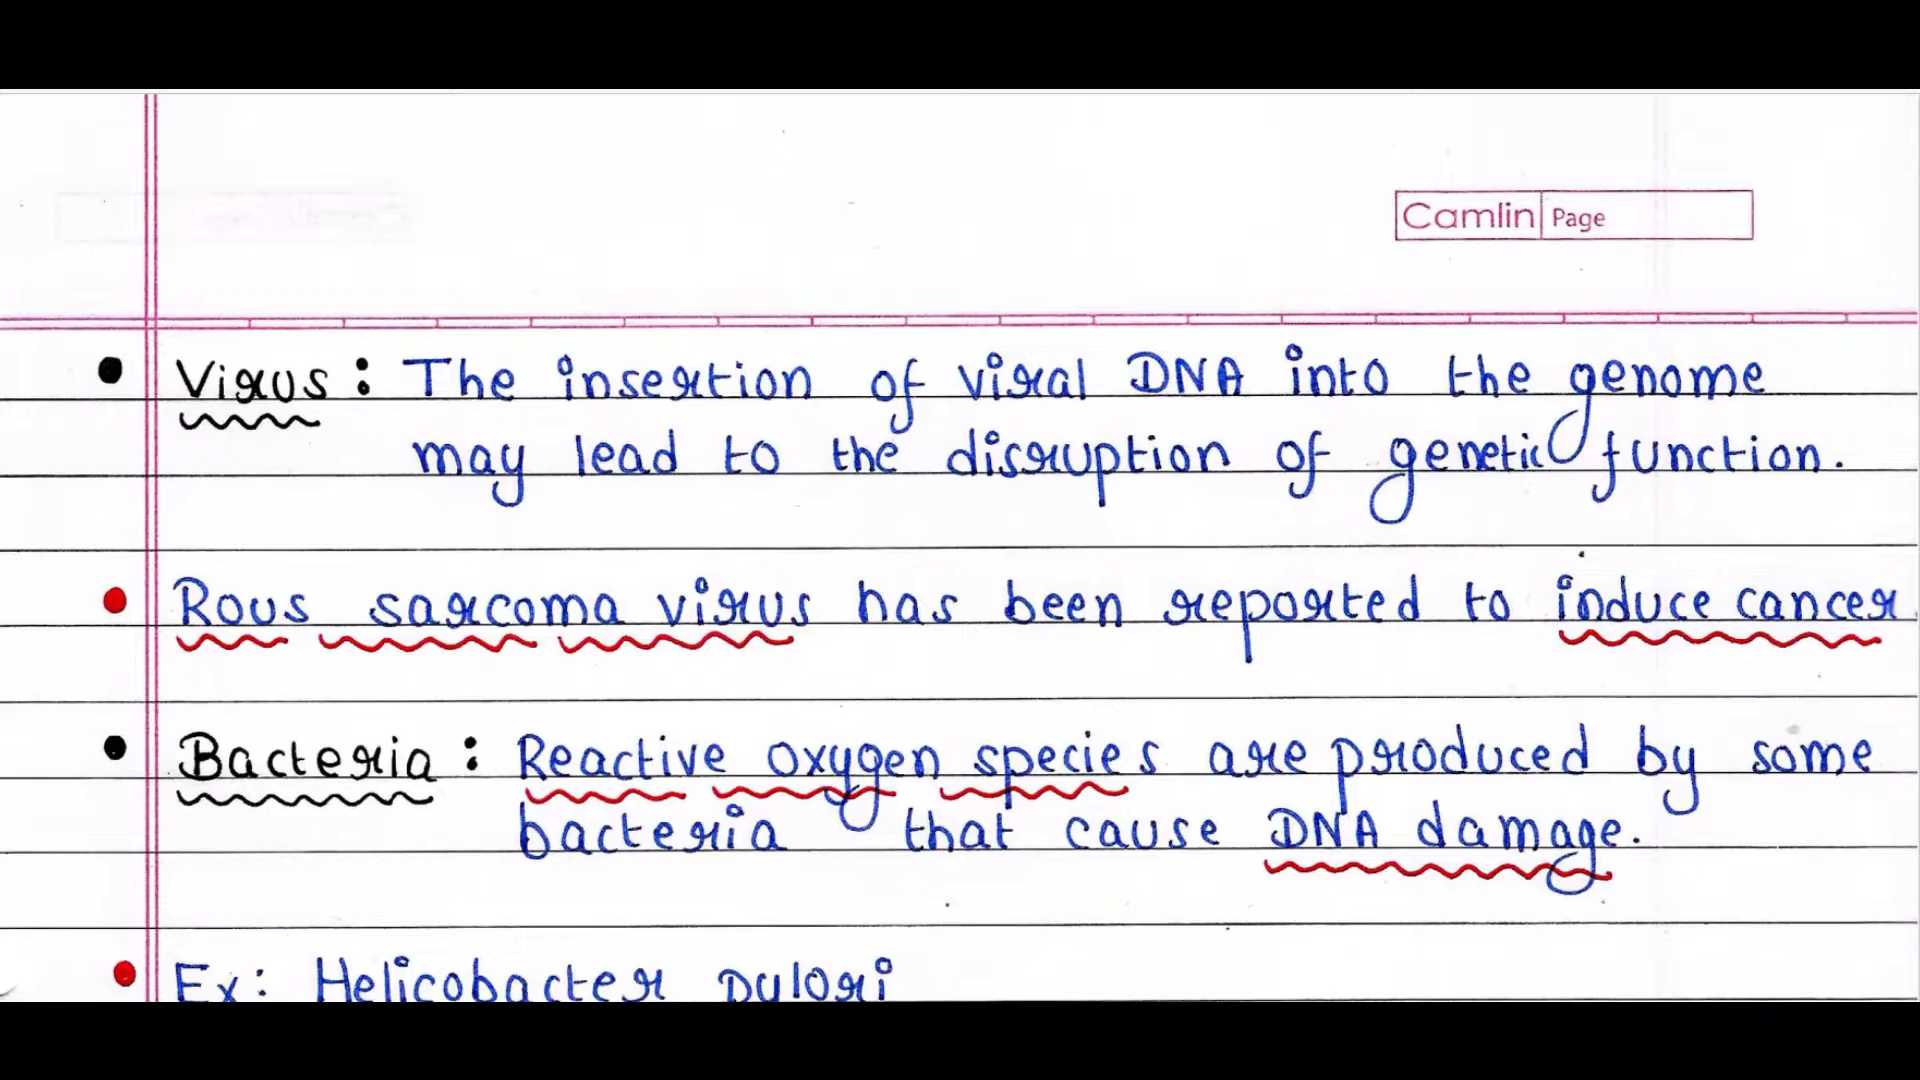 Camlin Page
Virus : The insertion of viral DNA into the genome
may lead to the disruption of genetic function.
Rous sarcoma virus has been reported to induce cancer
Bacteria : Reactive oxygen species are produced by some
bacteria that cause DNA damage.
Ex: Helicobacter pylori